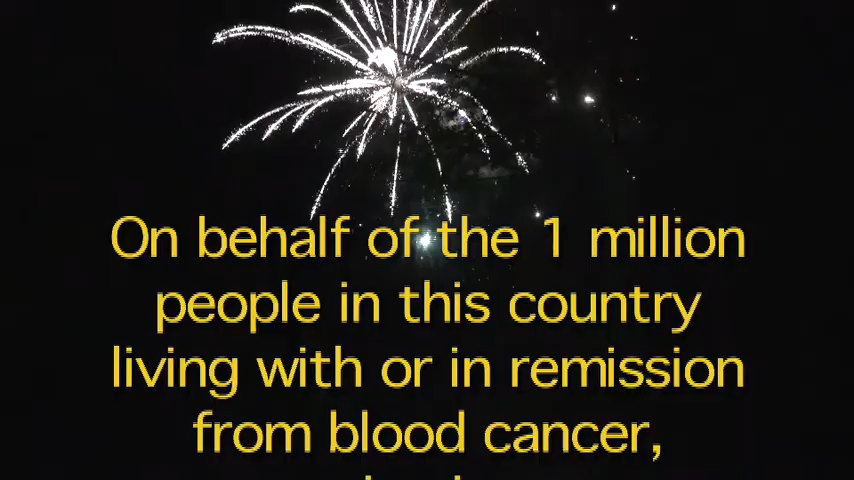 On behalf of the 1 million
people in this country
living with or in remission
from blood cancer,